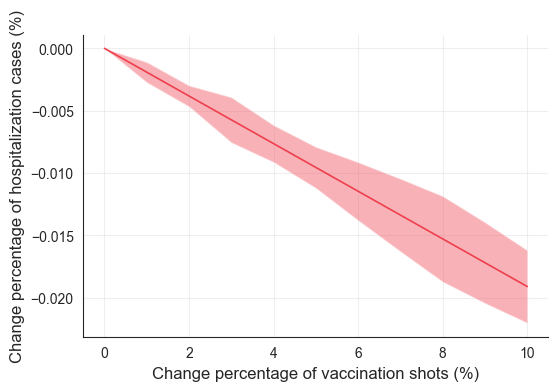 Change percentage of hospitalization cases (%)
0.000
−0.005
−0.010
−0.015
−0.020
0 2 4 6 8 10
Change percentage of vaccination shots (%)